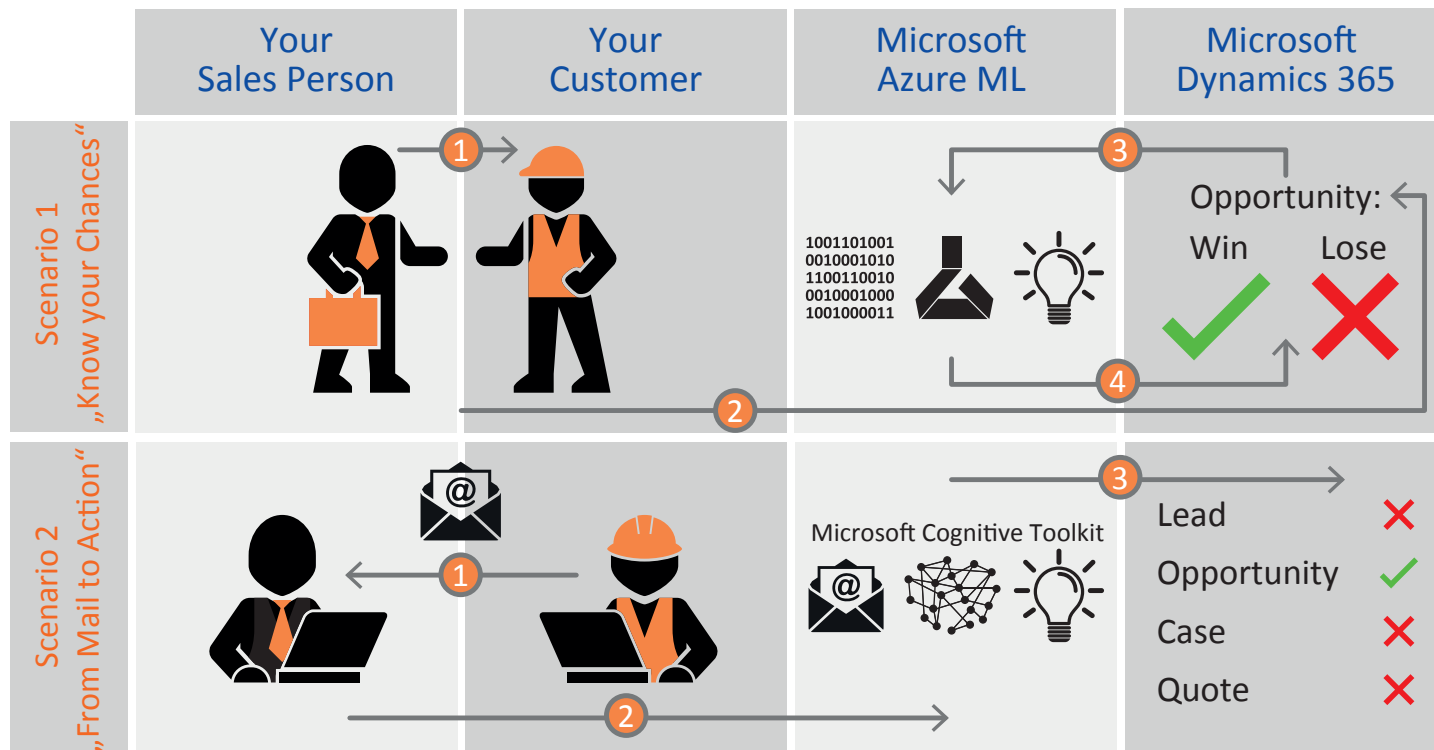 Your
Sales Person
Your
Customer
Microsoft
Azure ML
Microsoft
Dynamics 365
Scenario 1
„Know your Chances“
1
3
Opportunity:
Win Lose
1001101001
0010001010
1100110010
0010001000
1001000011
4
2
Scenario 2
„From Mail to Action“
@
1
2
Microsoft Cognitive Toolkit
@
3
Lead
Opportunity
Case
Quote